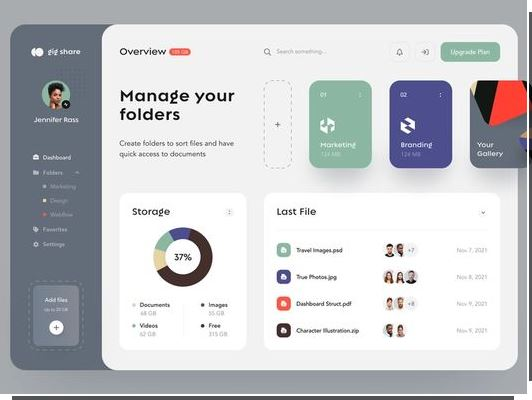 gig share
Jennifer Rass
Dashboard
Folders
Marketing
Design
Webflow
Favorites
Settings
Add files
Up to 20 GB
+
Overview
Search something...
Upgrade Plan
Manage your
folders
Create folders to sort files and have
quick access to documents
+
01
Marketing
124 MB
02
Branding
124 MB
Your
Gallery
Storage
37%
Documents
68 GB
Images
55 GB
Videos
62 GB
Free
315 GB
Last File
Travel Images.psd
+7
Nov 7, 2021
True Photos.jpg
Nov 8, 2021
Dashboard Struct.pdf
+8
Nov 9, 2021
Character Illustration.zip
Nov 9, 2021